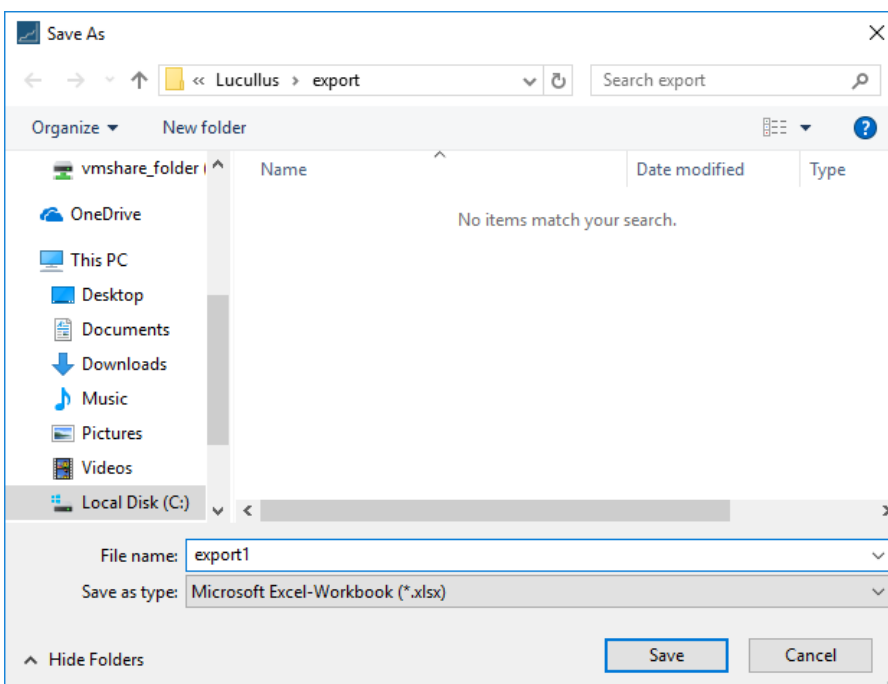 Save As
« Lucullus > export
Search export
Organize
New folder
vmshare_folder (
Name
Date modified
Type
OneDrive
No items match your search.
This PC
Desktop
Documents
Downloads
Music
Pictures
Videos
Local Disk (C:)
File name: export1
Save as type: Microsoft Excel-Workbook (*.xlsx)
Hide Folders
Save
Cancel